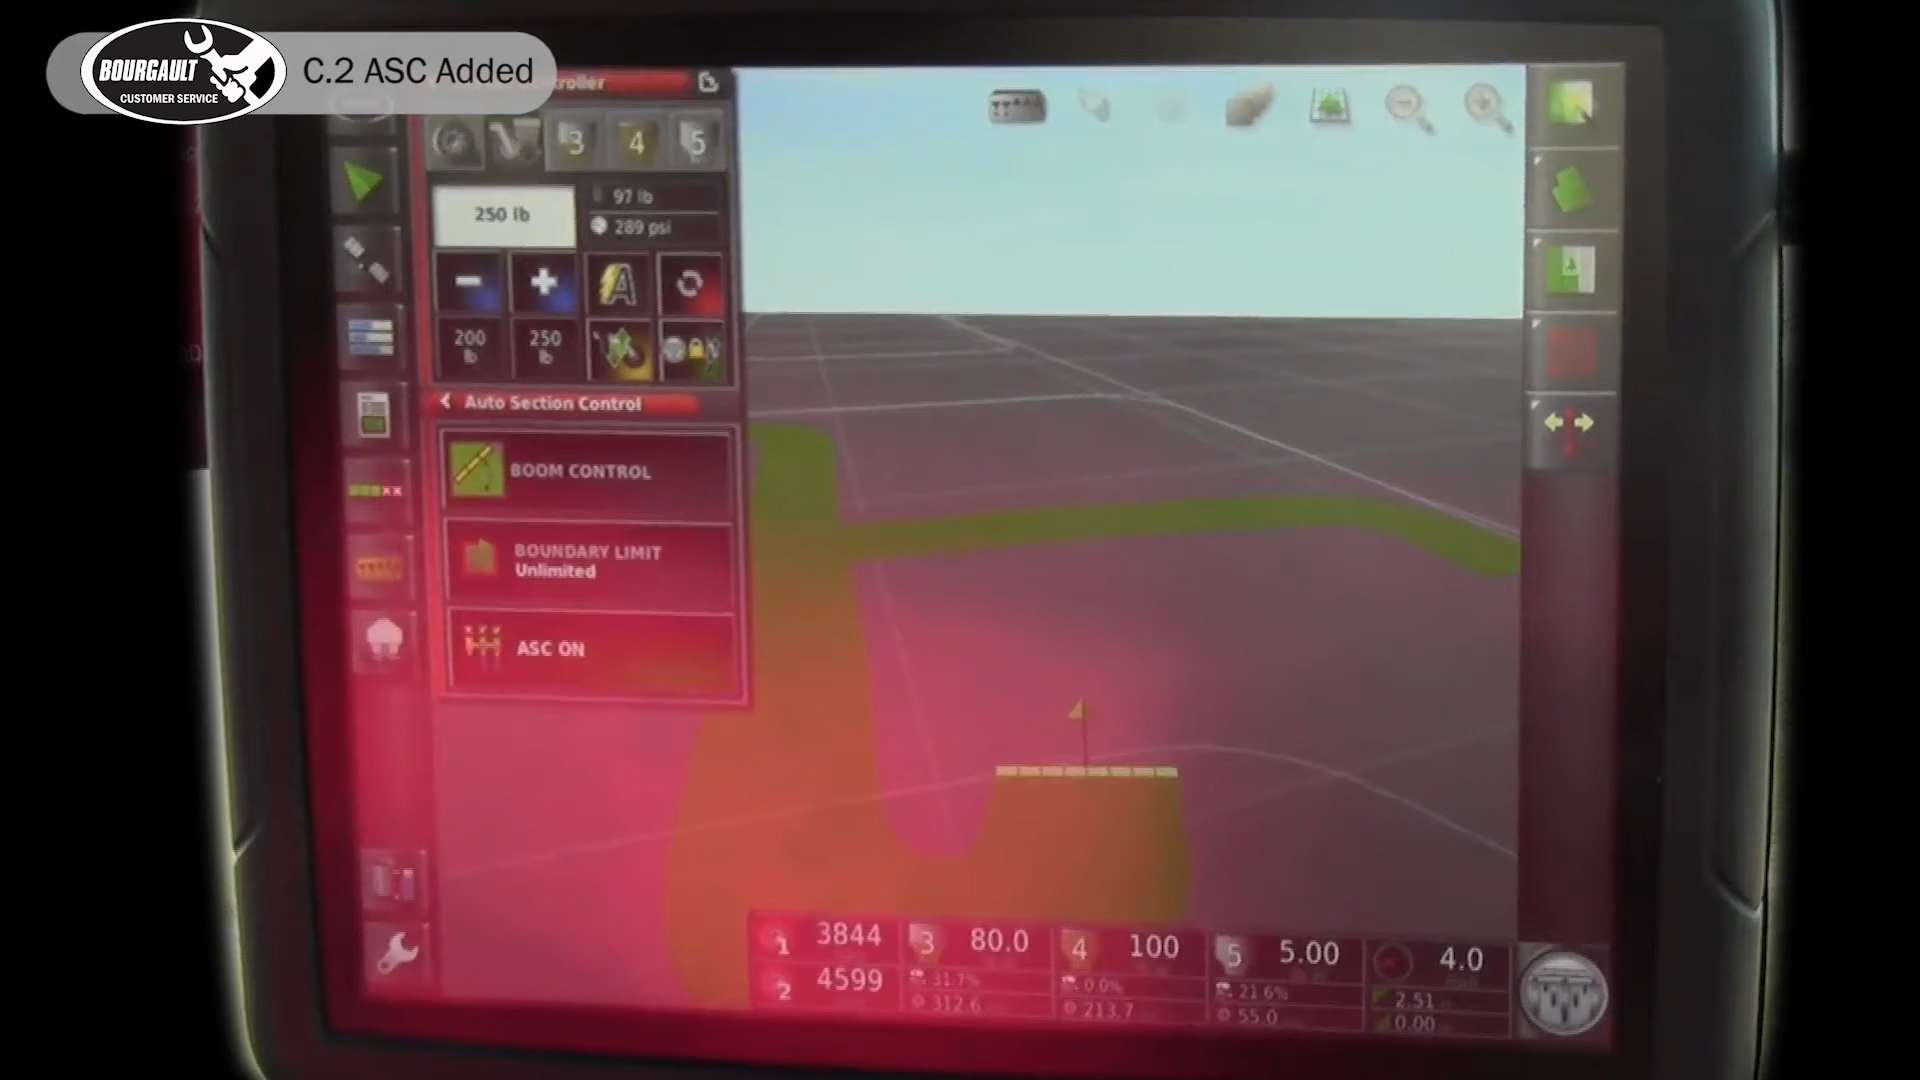 BOURGAULT
CUSTOMER SERVICE
C.2 ASC Added
3
4
5
250 lb
97 lb
289 psi
A
200
lb
250
lb
Auto Section Control
BOOM CONTROL
BOUNDARY LIMIT
Unlimited
ASC ON
1 3844
2 4599
3 80.0
31.7%
312.6
4 100
0.0%
213.7
5 5.00
21.6%
55.0
4.0
2.51
0.00